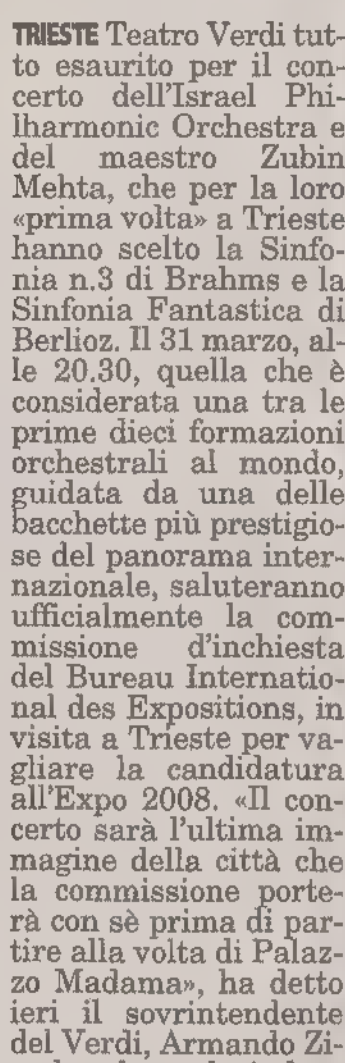 TRIESTE Teatro Verdi tut-
to esaurito per il con-
certo dell'Israel Phi-
lharmonic Orchestra e
del maestro Zubin
Mehta, che per la loro
«prima volta» a Trieste
hanno scelto la Sinfo-
nia n.3 di Brahms e la
Sinfonia Fantastica di
Berlioz. Il 31 marzo, al-
le 20.30, quella che è
considerata una tra le
prime dieci formazioni
orchestrali al mondo,
guidata da una delle
bacchette più prestigio-
se del panorama inter-
nazionale, saluteranno
ufficialmente la com-
missione d'inchiesta
del Bureau Internatio-
nal des Expositions, in
visita a Trieste per va-
gliare la candidatura
all'Expo 2008. «Il con-
certo sarà l'ultima im-
magine della città che
la commissione porte-
rà con sè prima di par-
tire alla volta di Palaz-
zo Madama», ha detto
ieri il sovrintendente
del Verdi, Armando Zi-